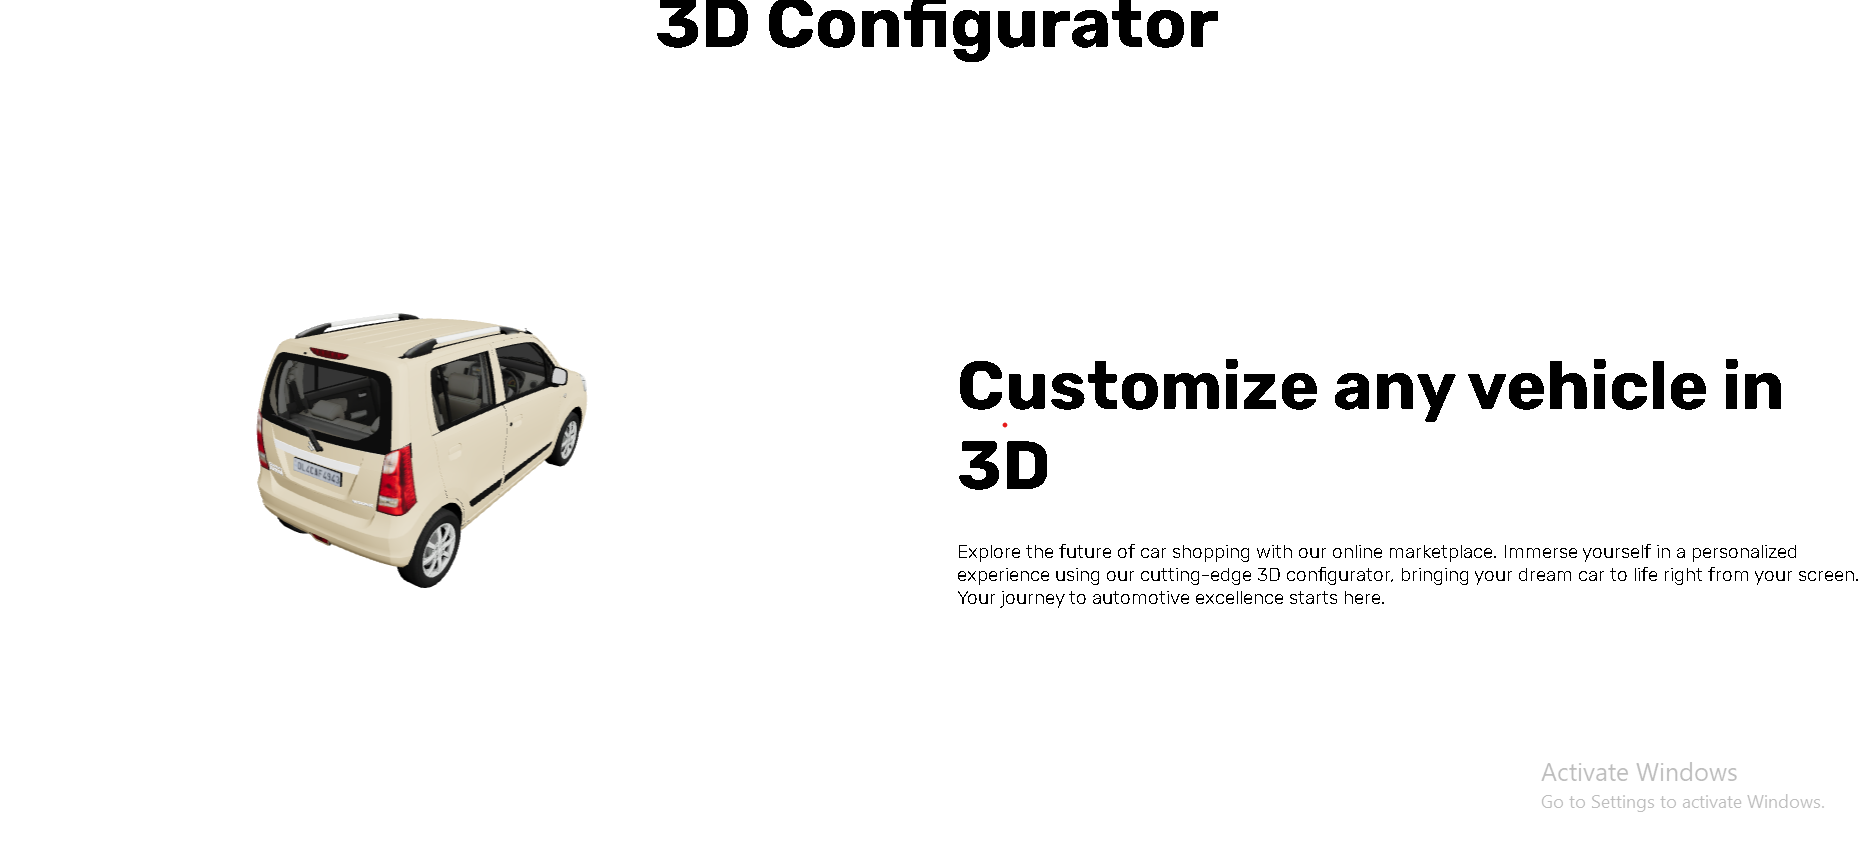 3D Configurator
Customize any vehicle in
3D
DL4CAF4943
Explore the future of car shopping with our online marketplace. Immerse yourself in a personalized
experience using our cutting-edge 3D configurator, bringing your dream car to life right from your screen.
Your journey to automotive excellence starts here.
Activate Windows
Go to Settings to activate Windows.